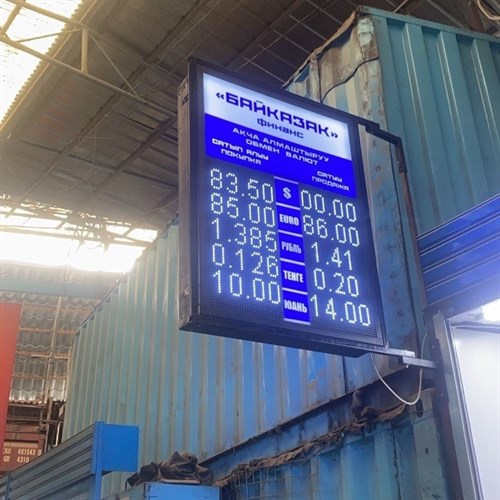 «БАЙКАЗАК»
финанс
АКЧА АЛМАШТЫРУУ
ОБМЕН ВАЛЮТ
САТЫП АЛУУ САТУУ
ПОКУПКА ПРОДАЖА
83.50 $ 00.00
85.00 EURO 86.00
1.385 РУБЛЬ 1.41
0.126 ТЕНГЕ 0.20
10.00 ЮАНЬ 14.00